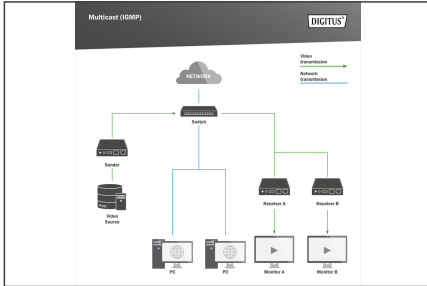 Multicast (IGMP)
DIGITUS®
Video
transmission
Network
transmission
NETWORK
Switch
Sender
Receiver A
Receiver B
Video
Source
PC
PC
Monitor A
Monitor B